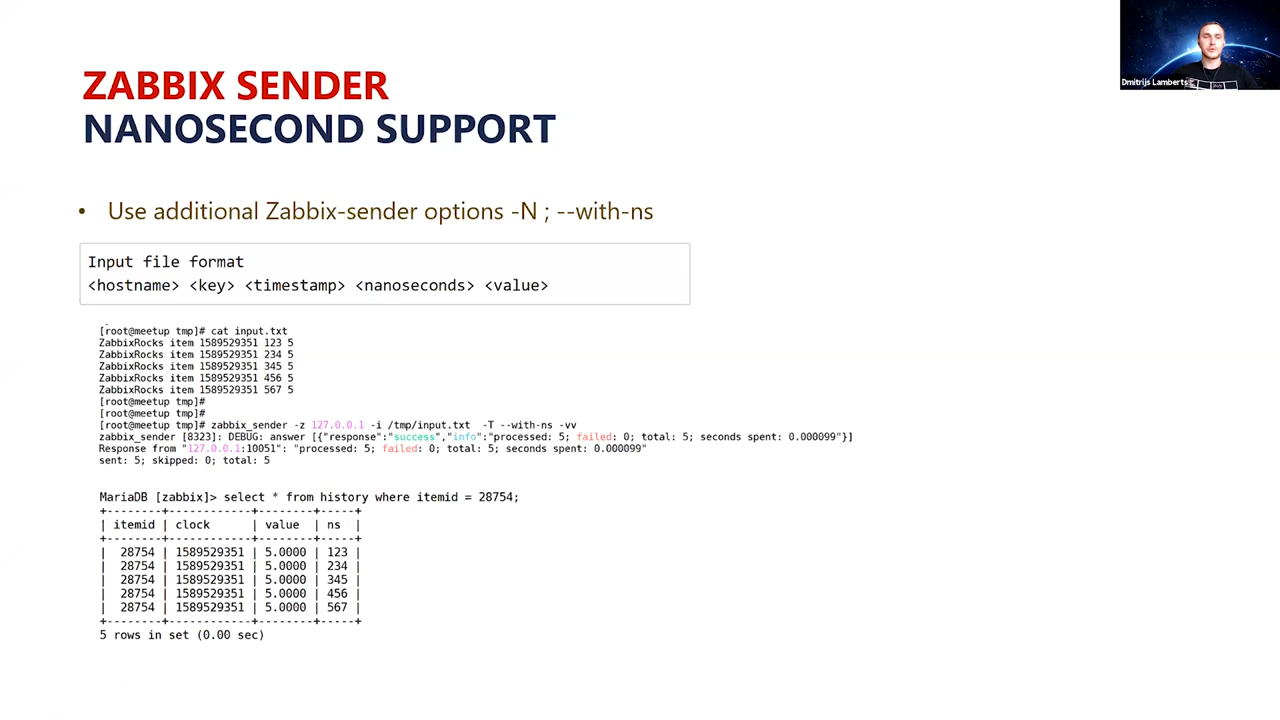 ZABBIX SENDER
NANOSECOND SUPPORT
• Use additional Zabbix-sender options -N ; --with-ns
Input file format
<hostname> <key> <timestamp> <nanoseconds> <value>
[root@meetup tmp]# cat input.txt
ZabbixRocks item 1589529351 123 5
ZabbixRocks item 1589529351 234 5
ZabbixRocks item 1589529351 345 5
ZabbixRocks item 1589529351 456 5
ZabbixRocks item 1589529351 567 5
[root@meetup tmp]#
[root@meetup tmp]#
[root@meetup tmp]# zabbix_sender -z 127.0.0.1 -i /tmp/input.txt  -T --with-ns -vv
zabbix_sender [8323]: DEBUG: answer [{"response":"success","info":"processed: 5; failed: 0; total: 5; seconds spent: 0.000099"}]
Response from "127.0.0.1:10051": "processed: 5; failed: 0; total: 5; seconds spent: 0.000099"
sent: 5; skipped: 0; total: 5
MariaDB [zabbix]> select * from history where itemid = 28754;
+--------+------------+--------+-----+
| itemid | clock      | value  | ns  |
+--------+------------+--------+-----+
|  28754 | 1589529351 | 5.0000 | 123 |
|  28754 | 1589529351 | 5.0000 | 234 |
|  28754 | 1589529351 | 5.0000 | 345 |
|  28754 | 1589529351 | 5.0000 | 456 |
|  28754 | 1589529351 | 5.0000 | 567 |
+--------+------------+--------+-----+
5 rows in set (0.00 sec)
Dmitrijs Lamberts